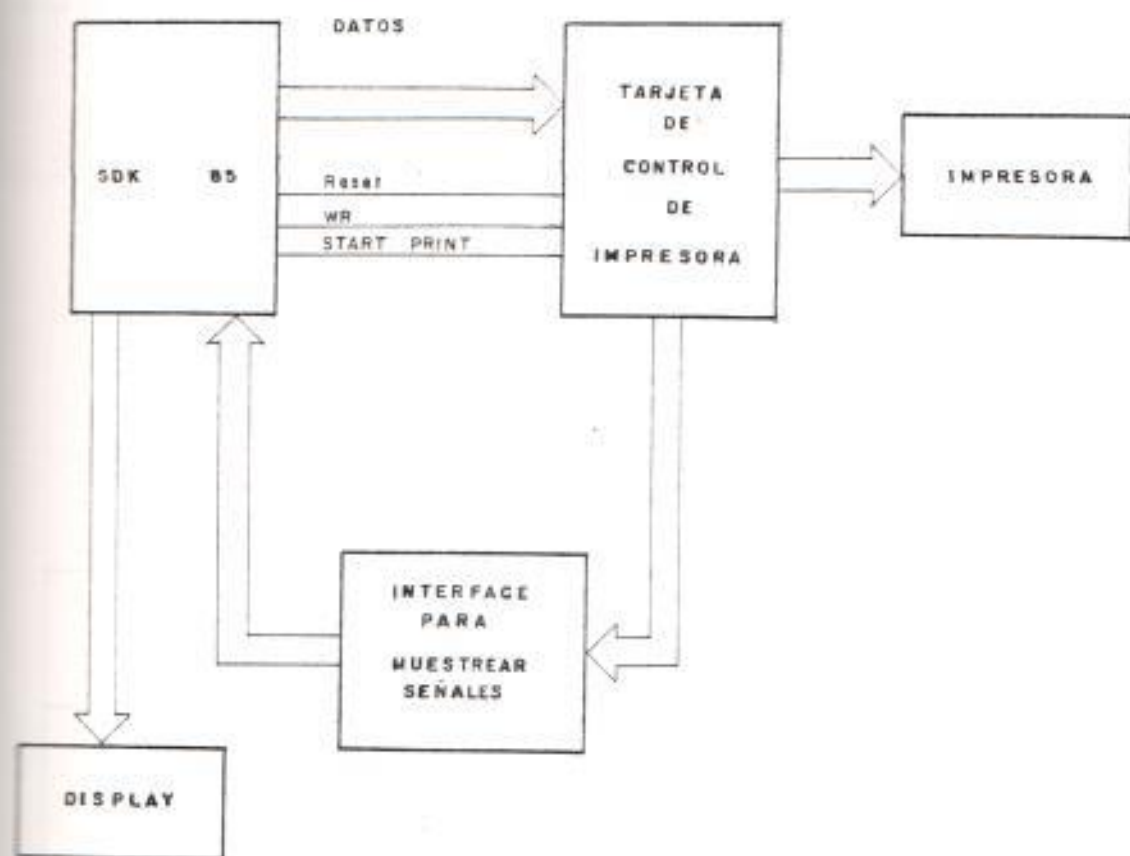 DATOS
SDK 85
Reset
WR
START PRINT
TARJETA
DE
CONTROL
DE
IMPRESORA
IMPRESORA
INTERFACE
PARA
MUESTREAR
SEÑALES
DISPLAY